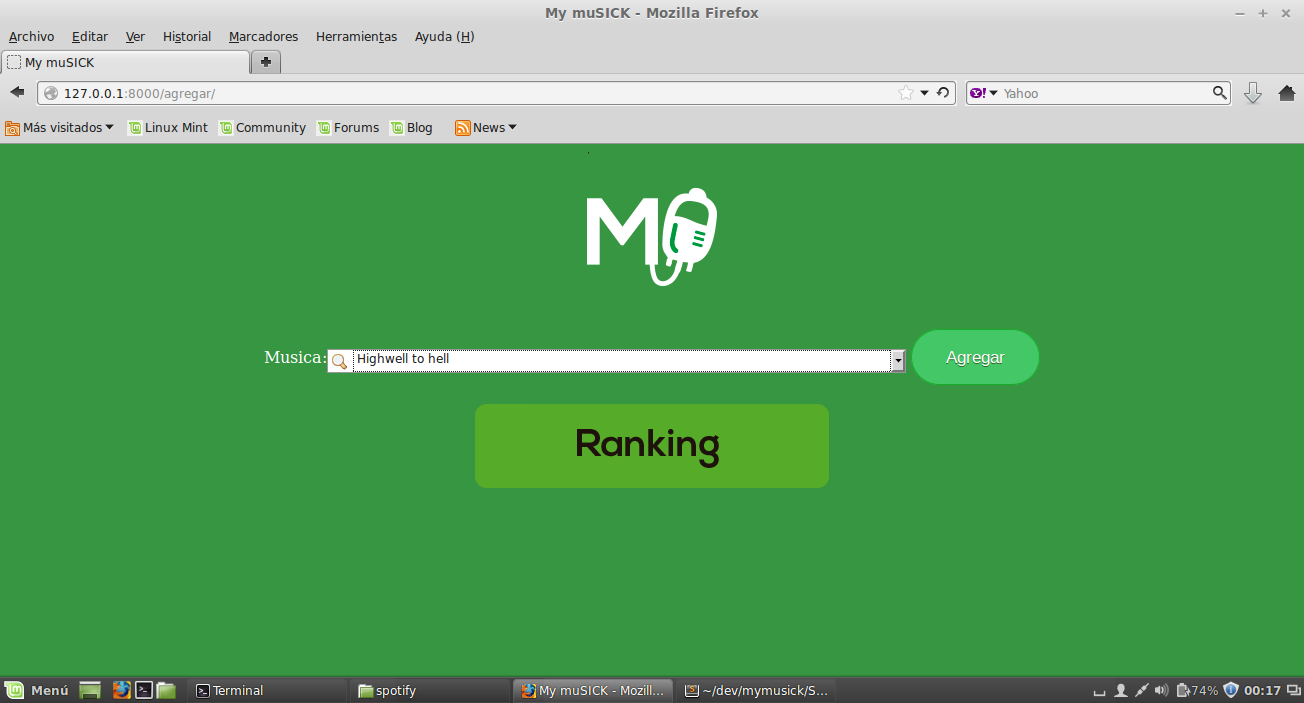 My muSICK - Mozilla Firefox
Archivo Editar Ver Historial Marcadores Herramientas Ayuda (H)
My muSICK
127.0.0.1:8000/agregar/ Y! Yahoo
Más visitados Linux Mint Community Forums Blog News
M
Musica: Highwell to hell Agregar
Ranking
Menú Terminal spotify My muSICK - Mozill... ~/dev/mymusick/S... 74% 00:17